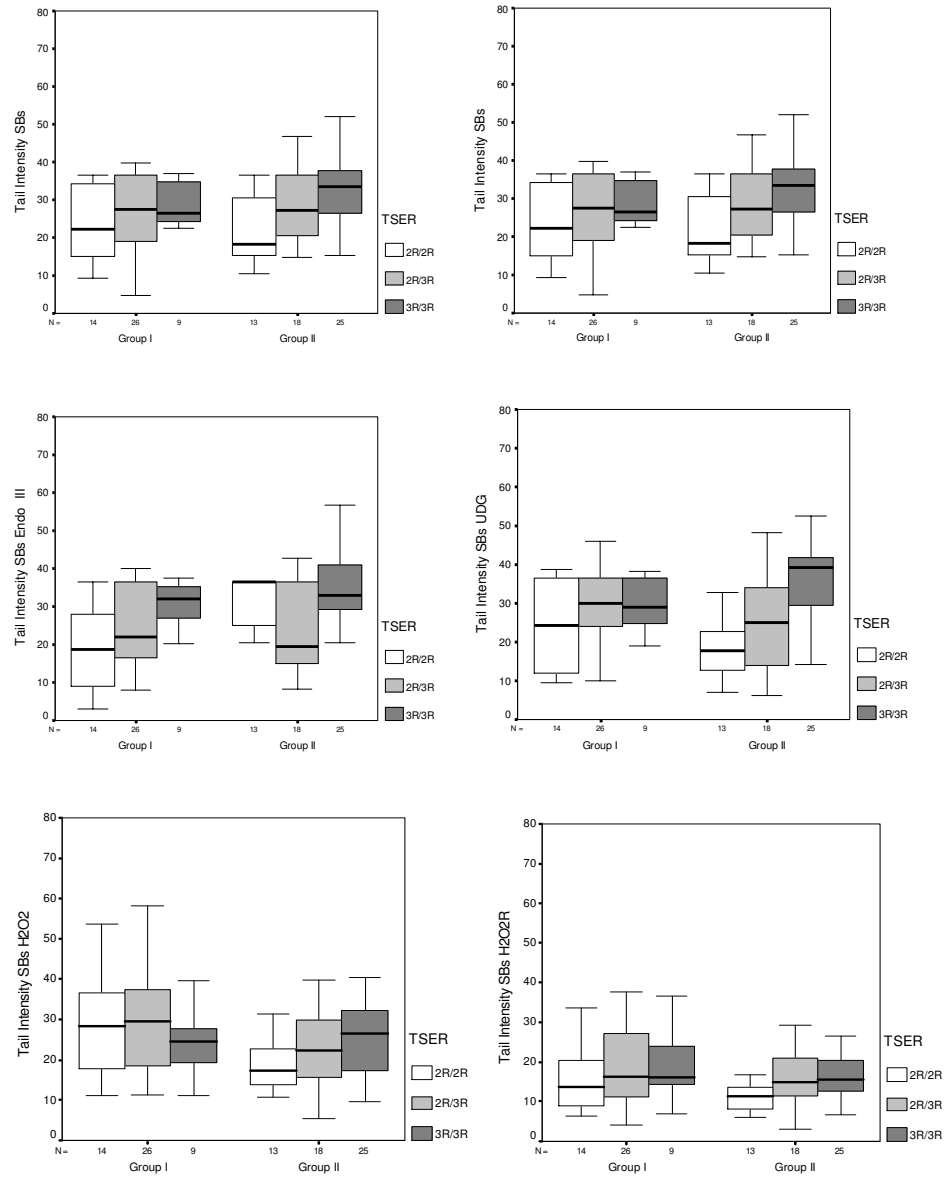 80
70
60
50
40
30
20
10
0
Tail Intensity SBs
N = 14 26 9 13 18 25
Group I Group II
TSER
2R/2R
2R/3R
3R/3R
80
70
60
50
40
30
20
10
0
Tail Intensity SBs
N = 14 26 9 13 18 25
Group I Group II
TSER
2R/2R
2R/3R
3R/3R
80
70
60
50
40
30
20
10
0
Tail Intensity SBs Endo III
N = 14 26 9 13 18 25
Group I Group II
TSER
2R/2R
2R/3R
3R/3R
80
70
60
50
40
30
20
10
0
Tail Intensity SBs UDG
N = 14 26 9 13 18 25
Group I Group II
TSER
2R/2R
2R/3R
3R/3R
80
70
60
50
40
30
20
10
0
Tail Intensity SBs H2O2
N = 14 26 9 13 18 25
Group I Group II
TSER
2R/2R
2R/3R
3R/3R
80
70
60
50
40
30
20
10
0
Tail Intensity SBs H2O2R
N = 14 26 9 13 18 25
Group I Group II
TSER
2R/2R
2R/3R
3R/3R